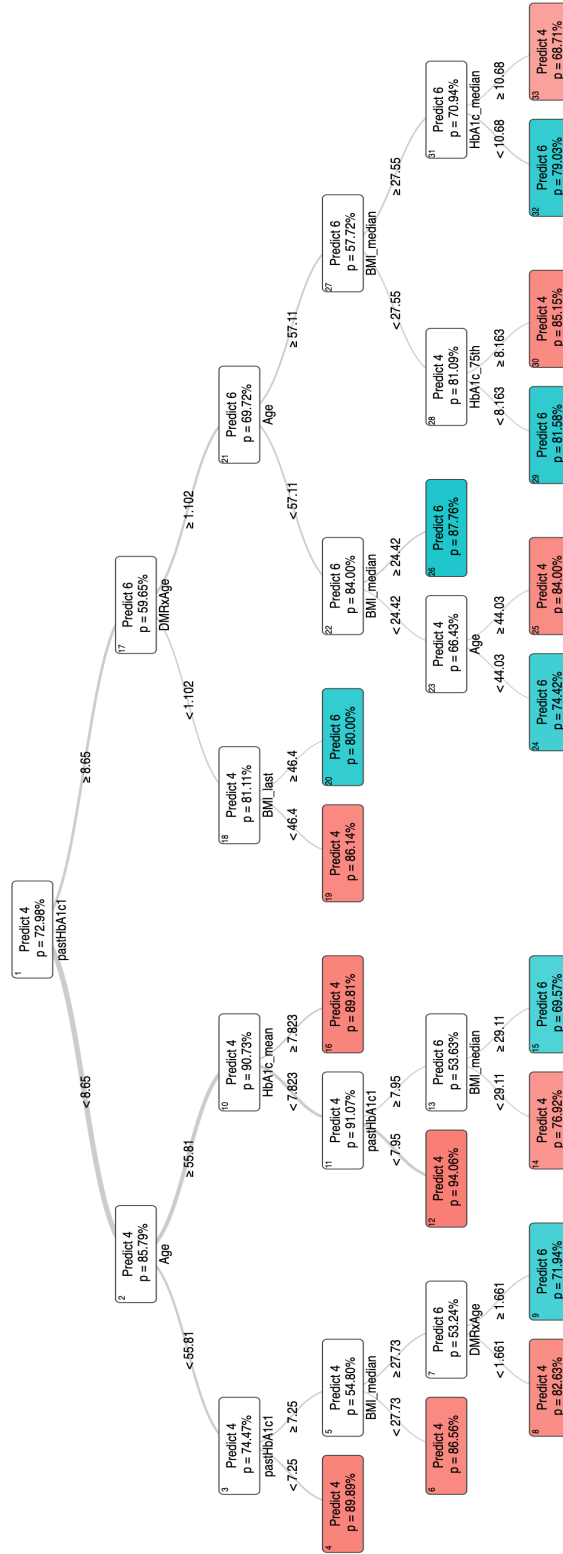 1
Predict 4
p = 72.98%
pastHbA1c1
< 8.65
≥ 8.65
2
Predict 4
p = 85.79%
Age
17
Predict 6
p = 59.65%
DMRxAge
< 55.81
≥ 55.81
< 1.102
≥ 1.102
3
Predict 4
p = 74.47%
pastHbA1c1
10
Predict 4
p = 90.73%
HbA1c_mean
18
Predict 4
p = 81.11%
BMI_last
21
Predict 6
p = 69.72%
Age
< 7.25
≥ 7.25
< 7.823
≥ 7.823
< 46.4
≥ 46.4
< 57.11
≥ 57.11
4
Predict 4
p = 89.89%
5
Predict 4
p = 54.80%
BMI_median
11
Predict 4
p = 91.07%
pastHbA1c1
16
Predict 4
p = 89.81%
19
Predict 4
p = 86.14%
20
Predict 6
p = 80.00%
22
Predict 6
p = 84.00%
BMI_median
27
Predict 6
p = 57.72%
BMI_median
< 27.73
≥ 27.73
< 7.95
≥ 7.95
< 24.42
≥ 24.42
< 27.55
≥ 27.55
6
Predict 4
p = 86.56%
7
Predict 6
p = 53.24%
DMRxAge
12
Predict 4
p = 94.06%
13
Predict 6
p = 53.63%
BMI_median
23
Predict 4
p = 66.43%
Age
26
Predict 6
p = 87.76%
28
Predict 4
p = 81.09%
HbA1c_75th
31
Predict 6
p = 70.94%
HbA1c_median
< 1.661
≥ 1.661
< 29.11
≥ 29.11
< 44.03
≥ 44.03
< 8.163
≥ 8.163
< 10.68
≥ 10.68
8
Predict 4
p = 82.63%
9
Predict 6
p = 71.94%
14
Predict 4
p = 76.92%
15
Predict 6
p = 69.57%
24
Predict 6
p = 74.42%
25
Predict 4
p = 84.00%
29
Predict 6
p = 81.58%
30
Predict 4
p = 85.15%
32
Predict 6
p = 79.03%
33
Predict 4
p = 68.71%